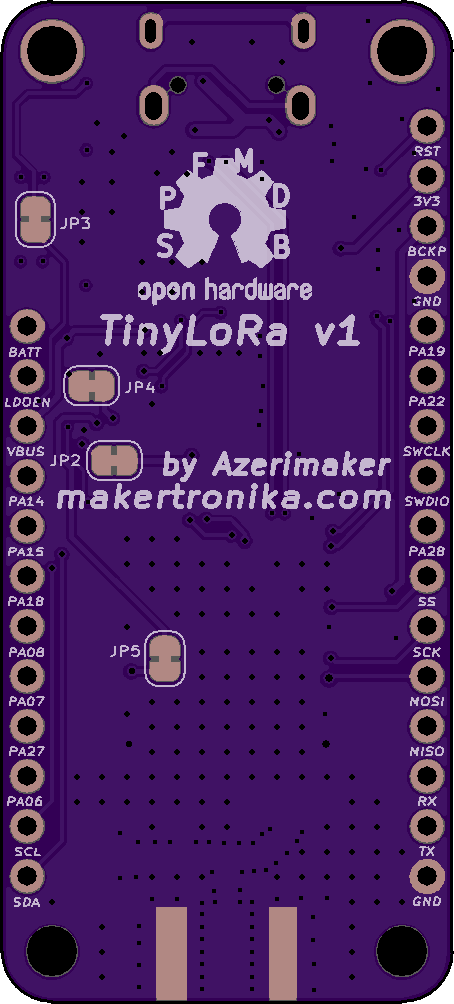 F M
P D
S B
open hardware
TinyLoRa v1
by Azerimaker
makertronika.com
JP3
JP4
JP2
JP5
BATT
LDOEN
VBUS
PA14
PA15
PA18
PA08
PA07
PA27
PA06
SCL
SDA
RST
3V3
BCKP
GND
PA19
PA22
SWCLK
SWDIO
PA28
SS
SCK
MOSI
MISO
RX
TX
GND